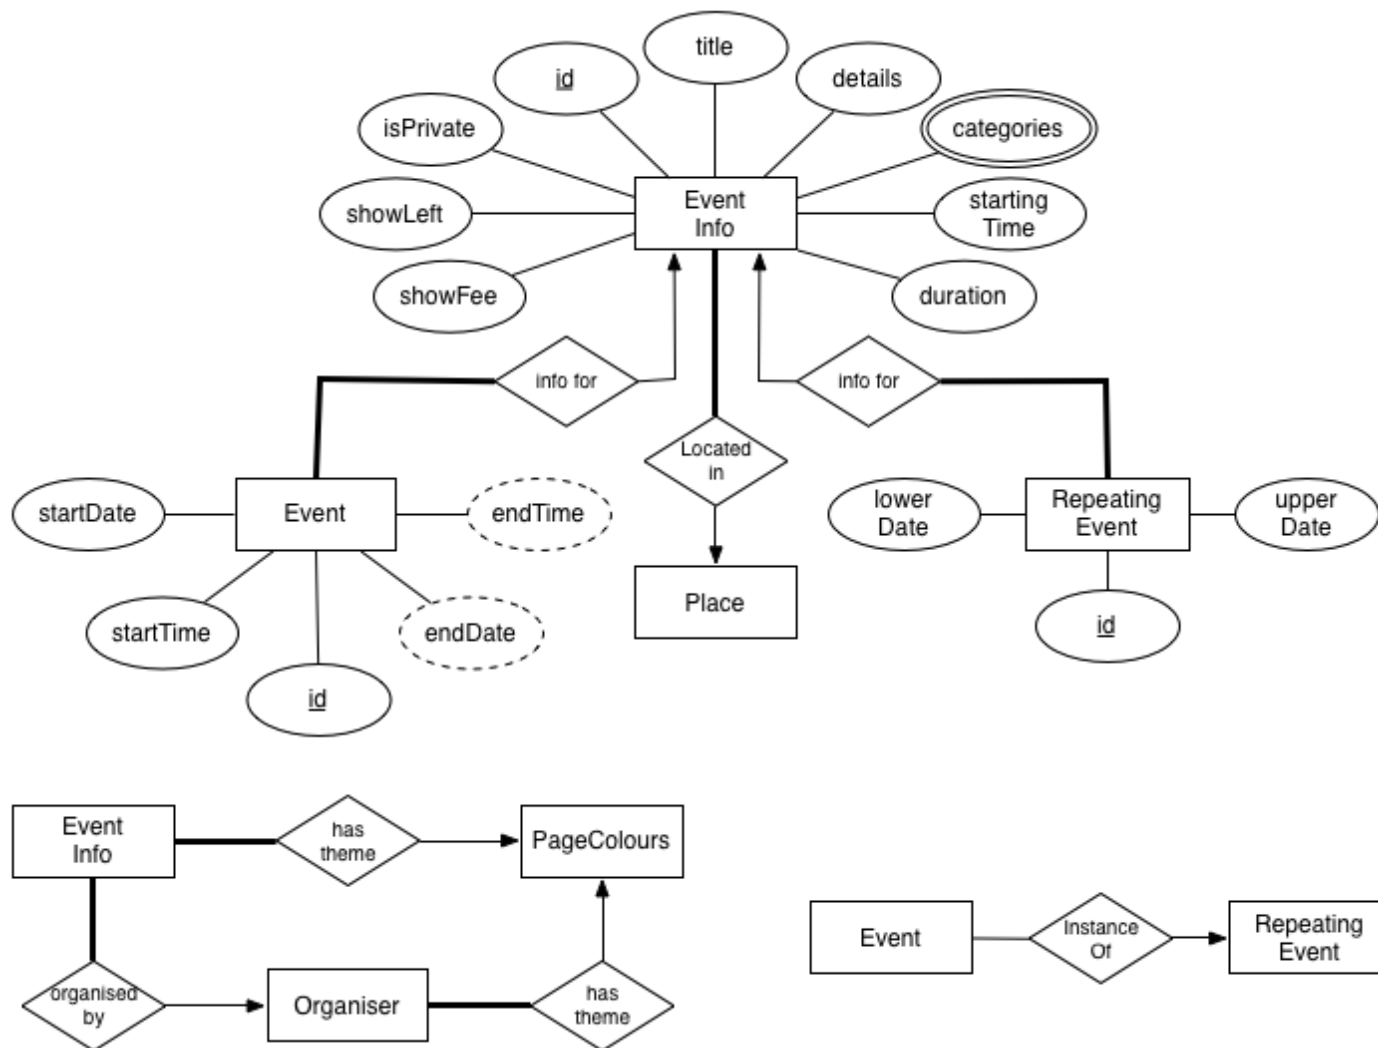 title
id
details
isPrivate
categories
Event
Info
showLeft
starting
Time
showFee
duration
info for
info for
Located
in
startDate
Event
endTime
lower
Date
Repeating
Event
upper
Date
Place
startTime
endDate
id
id
Event
Info
has
theme
PageColours
Event
Instance
Of
Repeating
Event
organised
by
Organiser
has
theme